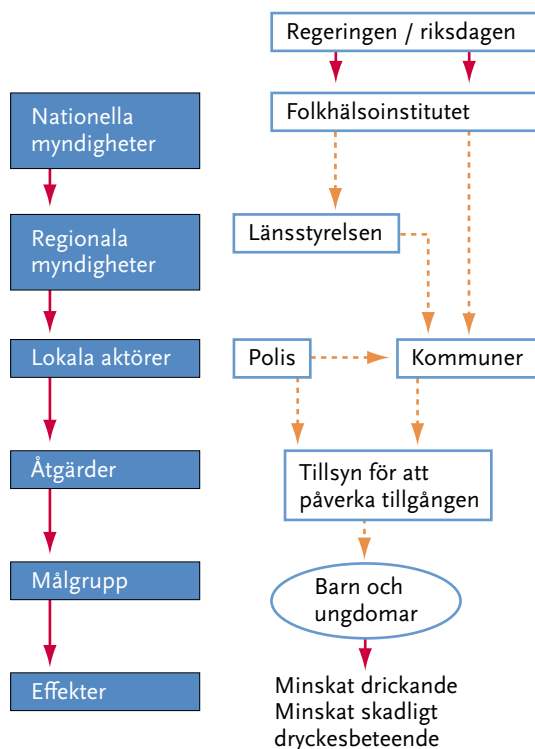 Regeringen / riksdagen
Nationella
myndigheter
Folkhälsoinstitutet
Regionala
myndigheter
Länsstyrelsen
Lokala aktörer
Polis
Kommuner
Åtgärder
Tillsyn för att
påverka tillgången
Målgrupp
Barn och
ungdomar
Effekter
Minskat drickande
Minskat skadligt
dryckesbeteende